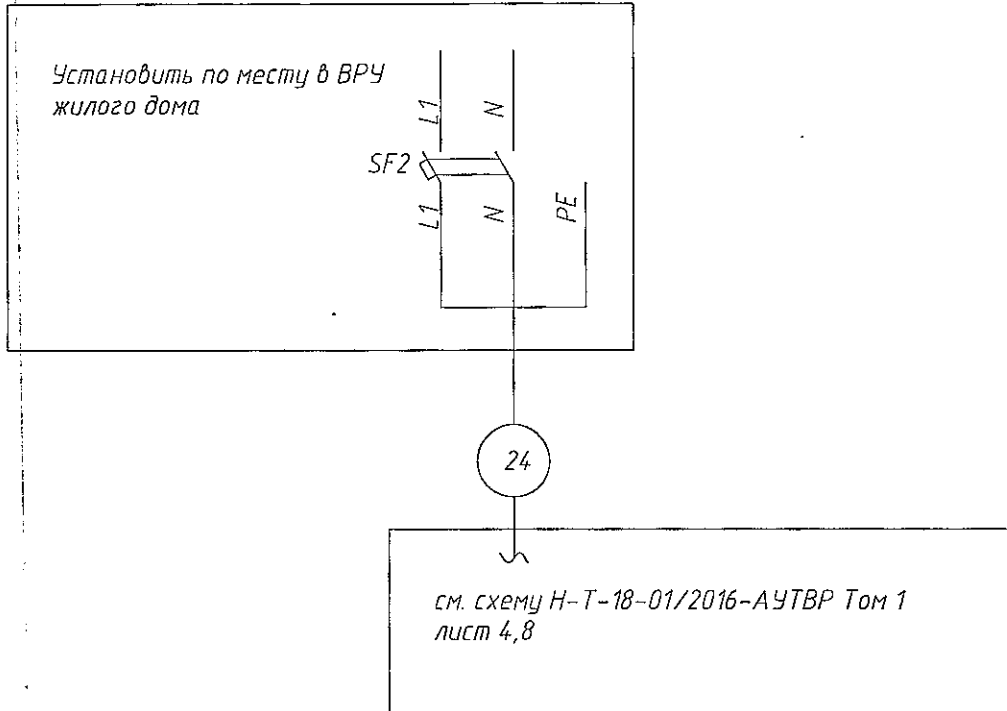 Установить по месту в ВРУ
жилого дома
L1
N
SF2
L1
N
PE
24
см. схему Н-Т-18-01/2016-АУТВР Том 1
лист 4,8